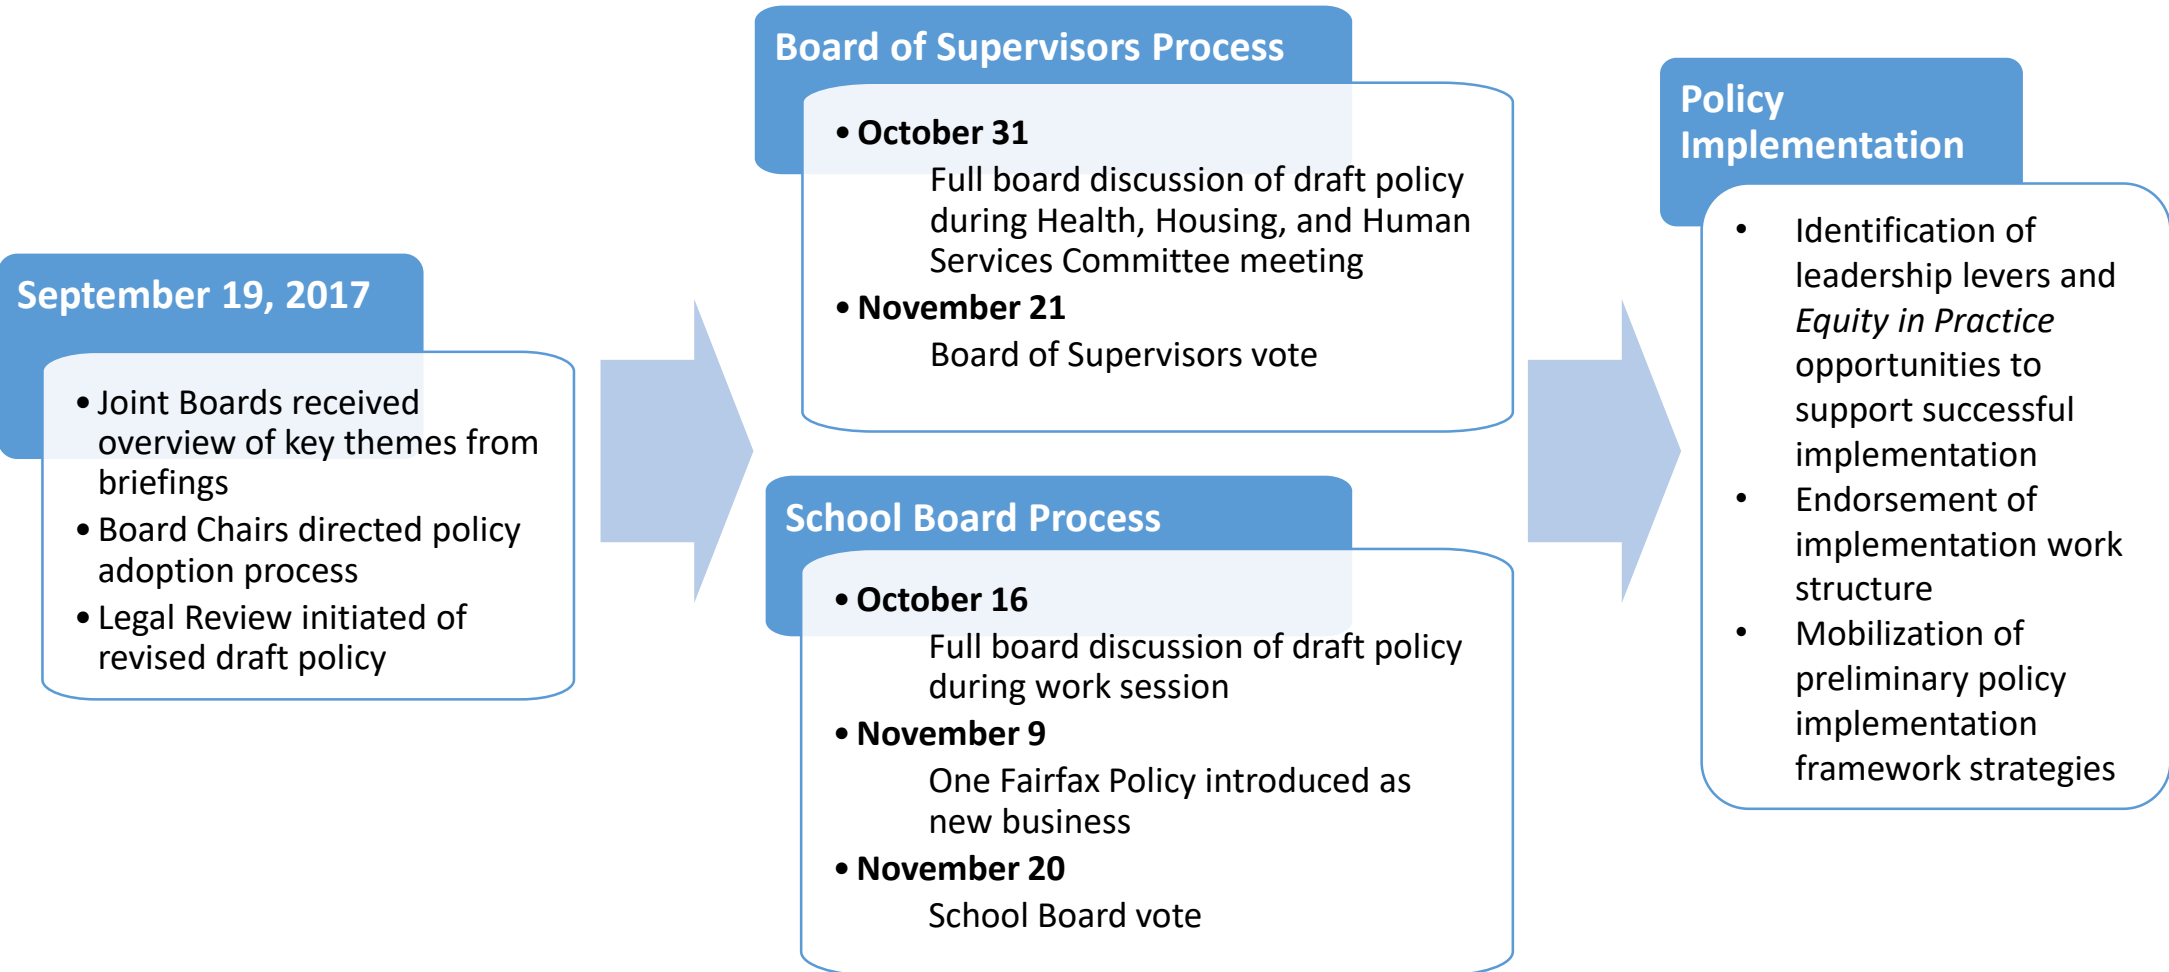 September 19, 2017
• Joint Boards received
overview of key themes from
briefings
• Board Chairs directed policy
adoption process
• Legal Review initiated of
revised draft policy
Board of Supervisors Process
• October 31
Full board discussion of draft policy
during Health, Housing, and Human
Services Committee meeting
• November 21
Board of Supervisors vote
School Board Process
• October 16
Full board discussion of draft policy
during work session
• November 9
One Fairfax Policy introduced as
new business
• November 20
School Board vote
Policy
Implementation
• Identification of
leadership levers and
Equity in Practice
opportunities to
support successful
implementation
• Endorsement of
implementation work
structure
• Mobilization of
preliminary policy
implementation
framework strategies